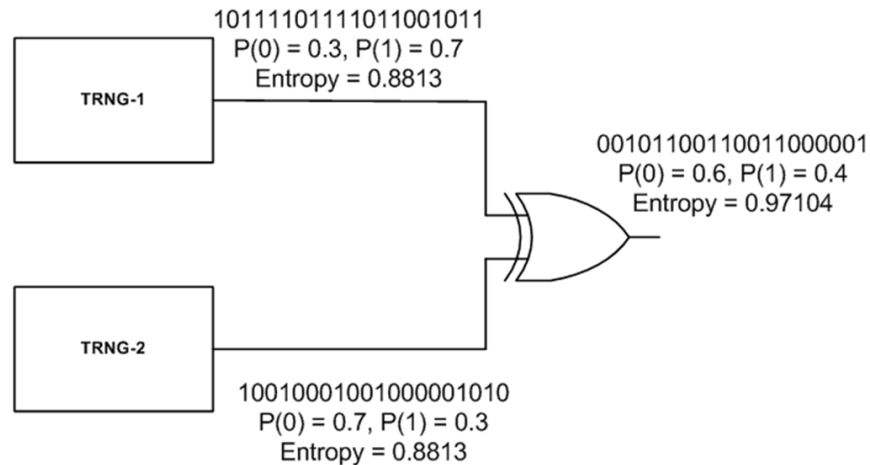 10111101111011001011
P(0) = 0.3, P(1) = 0.7
Entropy = 0.8813
TRNG-1
00101100110011000001
P(0) = 0.6, P(1) = 0.4
Entropy = 0.97104
TRNG-2
10010001001000001010
P(0) = 0.7, P(1) = 0.3
Entropy = 0.8813